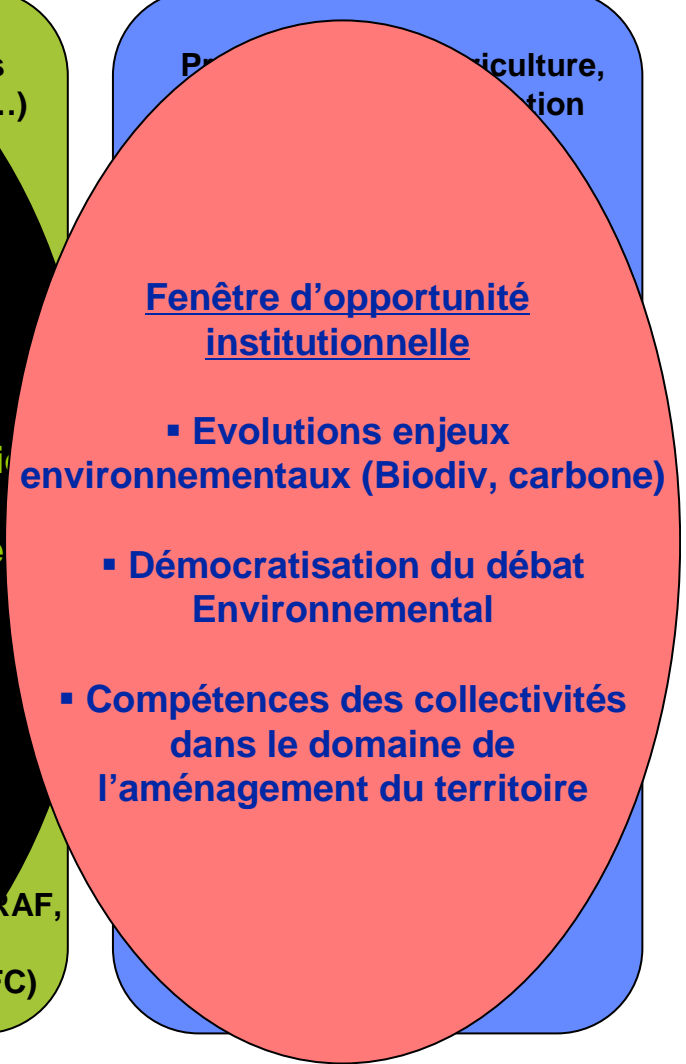 …)
Fenêtre d’opportunité
institutionnelle
▪ Evolutions enjeux
environnementaux (Biodiv, carbone)
▪ Démocratisation du débat
Environnemental
▪ Compétences des collectivités
dans le domaine de
l’aménagement du territoire